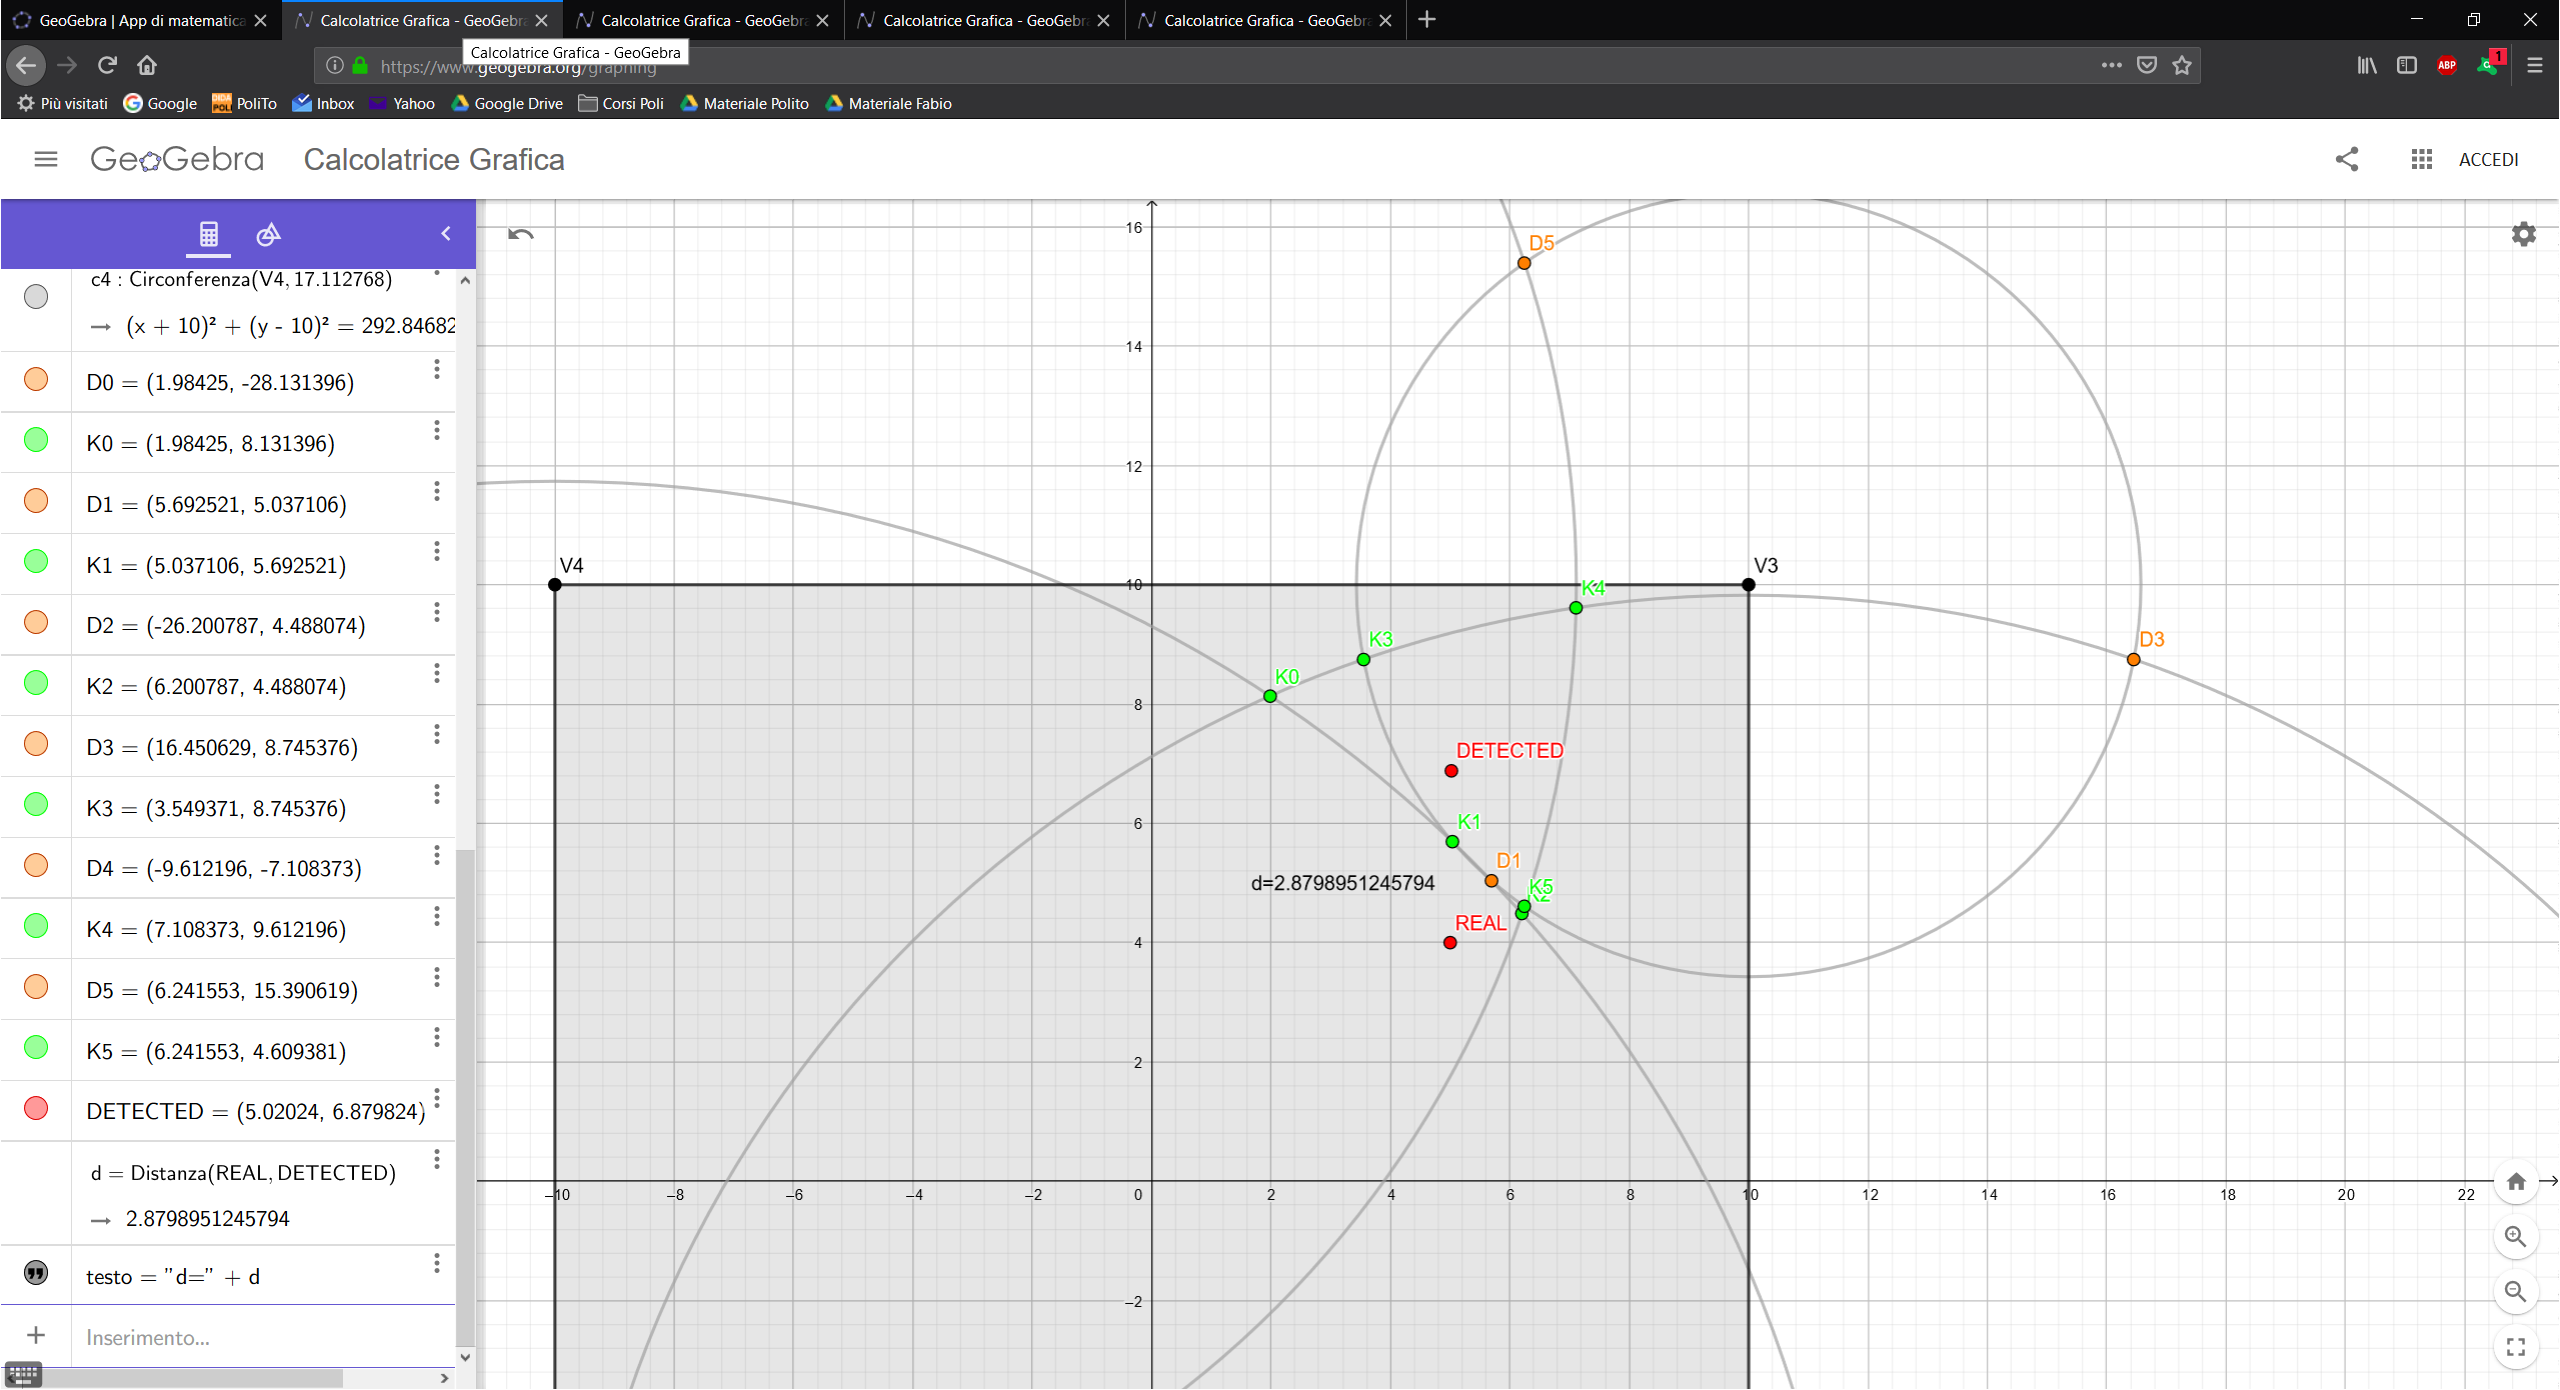 GeoGebra | App di matematica
Calcolatrice Grafica - GeoGebra
Calcolatrice Grafica - GeoGebra
Calcolatrice Grafica - GeoGebra
Calcolatrice Grafica - GeoGebra
Calcolatrice Grafica - GeoGebra
https://www.geogebra.org/graphing
ABP
1
Più visitati
Google
PoliTo
Inbox
Yahoo
Google Drive
Corsi Poli
Materiale Polito
Materiale Fabio
GeoGebra
Calcolatrice Grafica
ACCEDI
c4 : Circonferenza(V4, 17.112768)
→ (x + 10)² + (y - 10)² = 292.84682
D0 = (1.98425, -28.131396)
K0 = (1.98425, 8.131396)
D1 = (5.692521, 5.037106)
K1 = (5.037106, 5.692521)
D2 = (-26.200787, 4.488074)
K2 = (6.200787, 4.488074)
D3 = (16.450629, 8.745376)
K3 = (3.549371, 8.745376)
D4 = (-9.612196, -7.108373)
K4 = (7.108373, 9.612196)
D5 = (6.241553, 15.390619)
K5 = (6.241553, 4.609381)
DETECTED = (5.02024, 6.879824)
d = Distanza(REAL, DETECTED)
→ 2.8798951245794
testo = "d=" + d
Inserimento...
16
14
12
10
8
6
4
2
–2
–10
–8
–6
–4
–2
0
2
4
6
8
10
12
14
16
18
20
22
D5
V4
V3
K4
K3
D3
K0
DETECTED
K1
D1
d=2.8798951245794
K5
K2
REAL